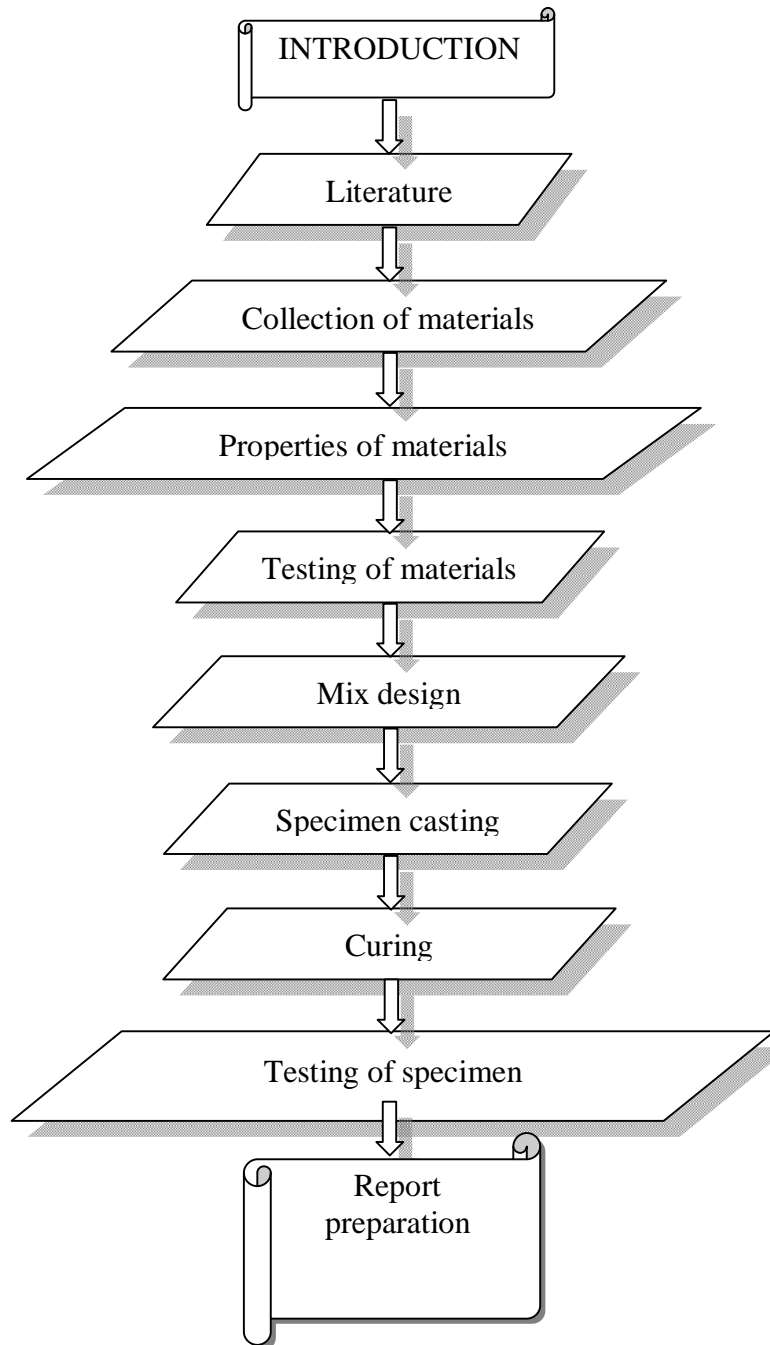 INTRODUCTION
Literature
Collection of materials
Properties of materials
Testing of materials
Mix design
Specimen casting
Curing
Testing of specimen
Report
preparation